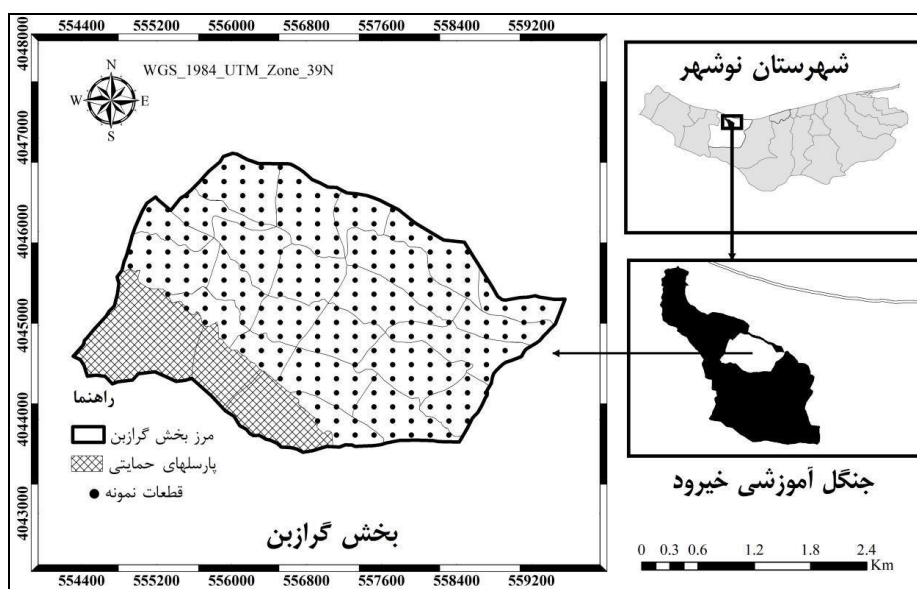 554400 555200 556000 556800 557600 558400 559200
4048000
4047000
4046000
4045000
4044000
4043000
WGS_1984_UTM_Zone_39N
N
W E
S
راهنما
مرز بخش گرازبن
پارسلهای حمایتی
قطعات نمونه
بخش گرازبن
554400 555200 556000 556800 557600 558400 559200
شهرستان نوشهر
جنگل آموزشی خیرود
0 0.3 0.6 1.2 1.8 2.4
Km